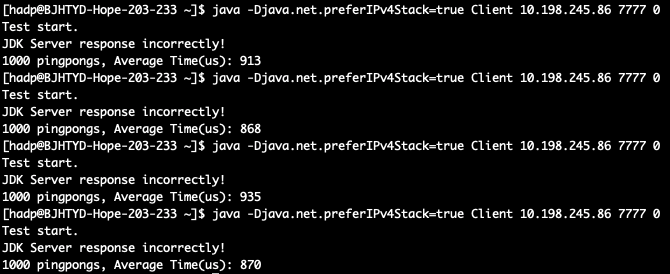 [hadp@BJHTYD-Hope-203-233 ~]$ java -Djava.net.preferIPv4Stack=true Client 10.198.245.86 7777 0
Test start.
JDK Server response incorrectly!
1000 pingpongs, Average Time(us): 913
[hadp@BJHTYD-Hope-203-233 ~]$ java -Djava.net.preferIPv4Stack=true Client 10.198.245.86 7777 0
Test start.
JDK Server response incorrectly!
1000 pingpongs, Average Time(us): 868
[hadp@BJHTYD-Hope-203-233 ~]$ java -Djava.net.preferIPv4Stack=true Client 10.198.245.86 7777 0
Test start.
JDK Server response incorrectly!
1000 pingpongs, Average Time(us): 935
[hadp@BJHTYD-Hope-203-233 ~]$ java -Djava.net.preferIPv4Stack=true Client 10.198.245.86 7777 0
Test start.
JDK Server response incorrectly!
1000 pingpongs, Average Time(us): 870